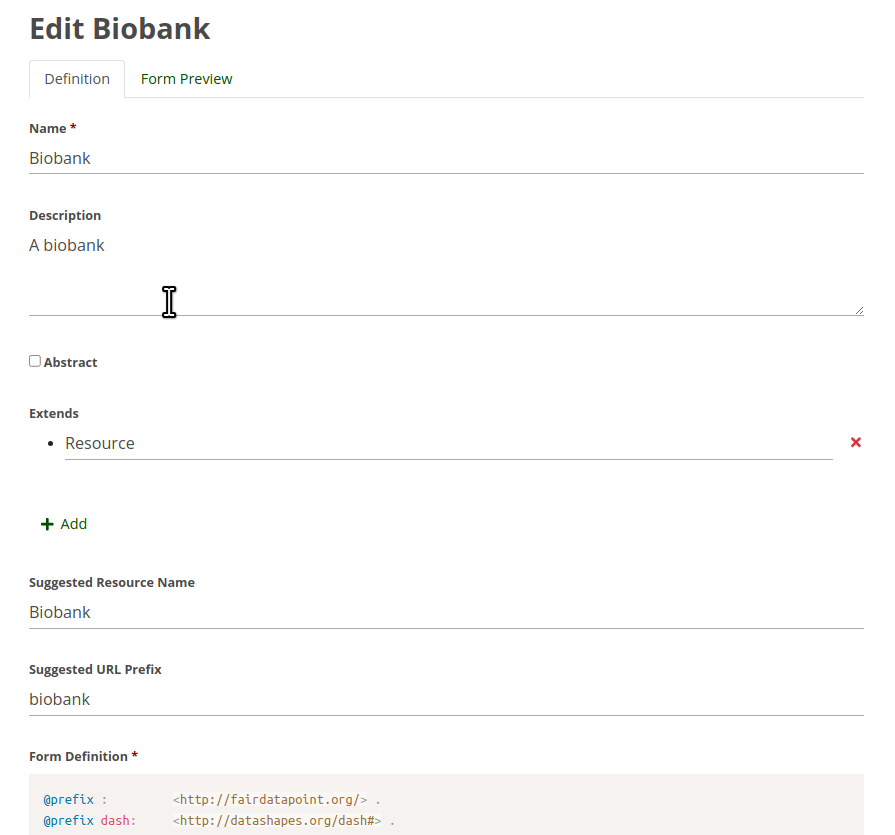 Edit Biobank
Definition Form Preview
Name *
Biobank
Description
A biobank
Abstract
Extends
Resource
Add
Suggested Resource Name
Biobank
Suggested URL Prefix
biobank
Form Definition *
@prefix : <http://fairdatapoint.org/> .
@prefix dash: <http://datashapes.org/dash#> .